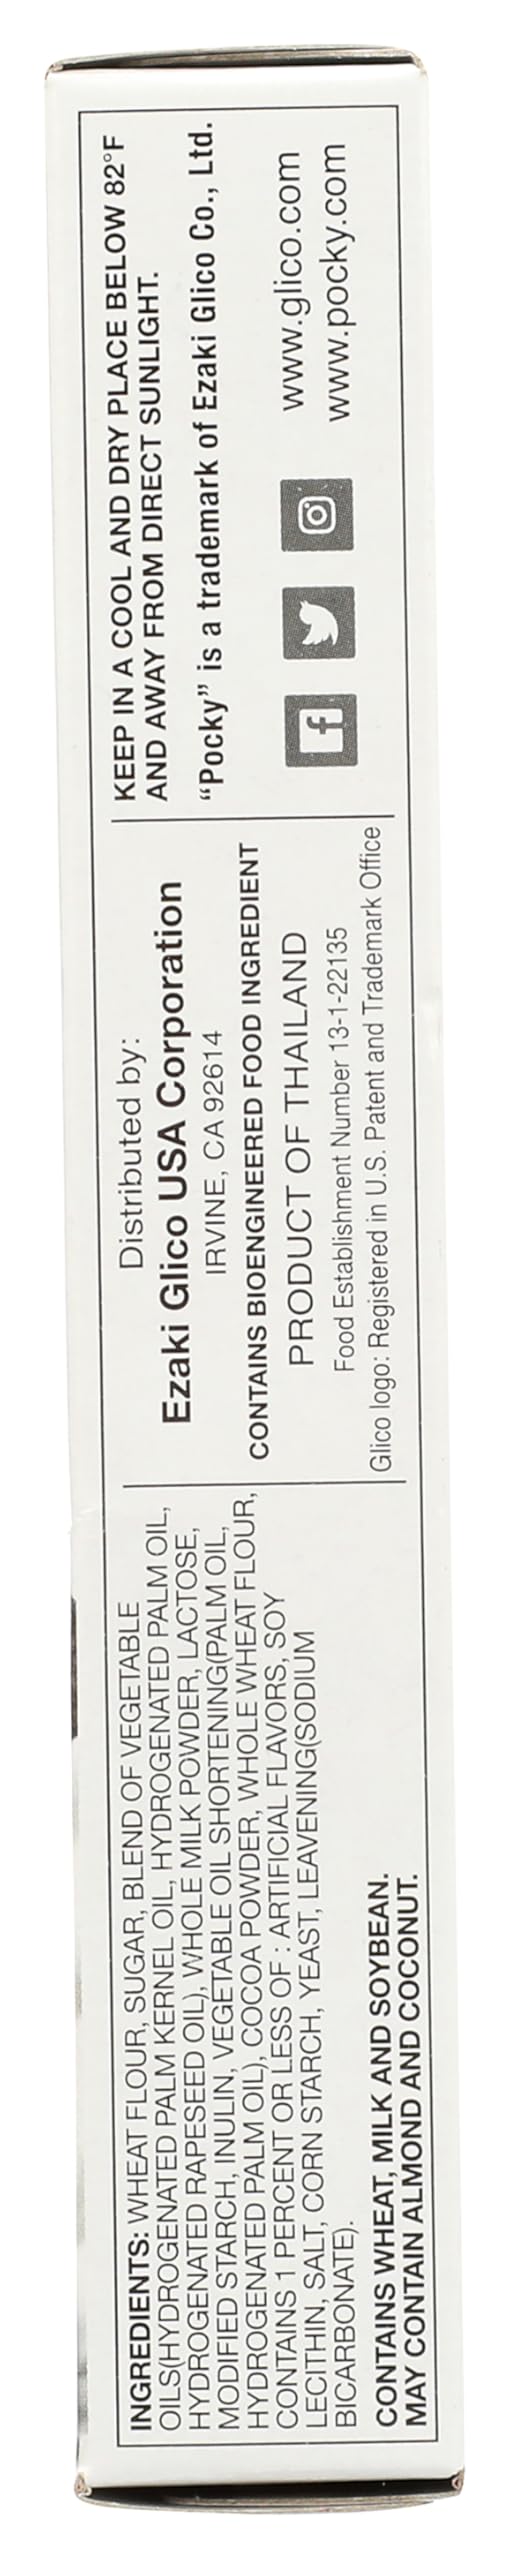 INGREDIENTS: WHEAT FLOUR, SUGAR, BLEND OF VEGETABLE
OILS(HYDROGENATED PALM KERNEL OIL, HYDROGENATED PALM OIL,
HYDROGENATED RAPESEED OIL), WHOLE MILK POWDER, LACTOSE,
MODIFIED STARCH, INULIN, VEGETABLE OIL SHORTENING(PALM OIL,
HYDROGENATED PALM OIL), COCOA POWDER, WHOLE WHEAT FLOUR,
CONTAINS 1 PERCENT OR LESS OF : ARTIFICIAL FLAVORS, SOY
LECITHIN, SALT, CORN STARCH, YEAST, LEAVENING(SODIUM
BICARBONATE).
CONTAINS WHEAT, MILK AND SOYBEAN.
MAY CONTAIN ALMOND AND COCONUT.
Distributed by:
Ezaki Glico USA Corporation
IRVINE, CA 92614
CONTAINS BIOENGINEERED FOOD INGREDIENT
PRODUCT OF THAILAND
Food Establishment Number 13-1-22135
Glico logo: Registered in U.S. Patent and Trademark Office
KEEP IN A COOL AND DRY PLACE BELOW 82°F
AND AWAY FROM DIRECT SUNLIGHT.
“Pocky” is a trademark of Ezaki Glico Co., Ltd.
www.glico.com
www.pocky.com